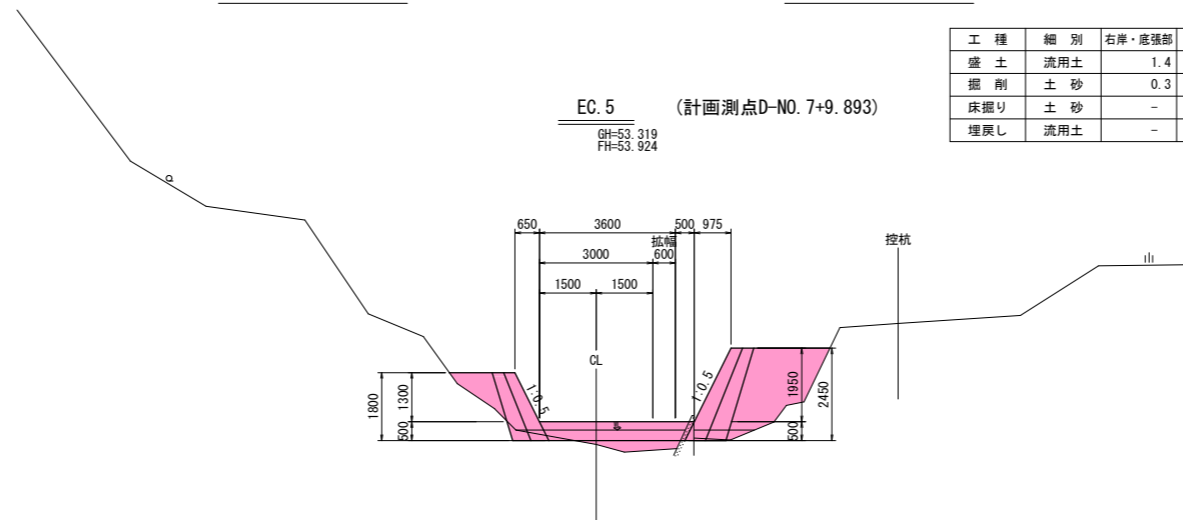 工 種 細 別 右岸・底張部
盛 土 流用土 1.4
掘 削 土 砂 0.3
床掘り 土 砂 -
埋戻し 流用土 -
EC.5 (計画測点D-NO.7+9.893)
GH=53.319
FH=53.924
650 3600 500 975
拡幅
3000 600
1500 1500
控杭
CL
1:0.5
1:0.5
1800
1300
500
1950
2450
500